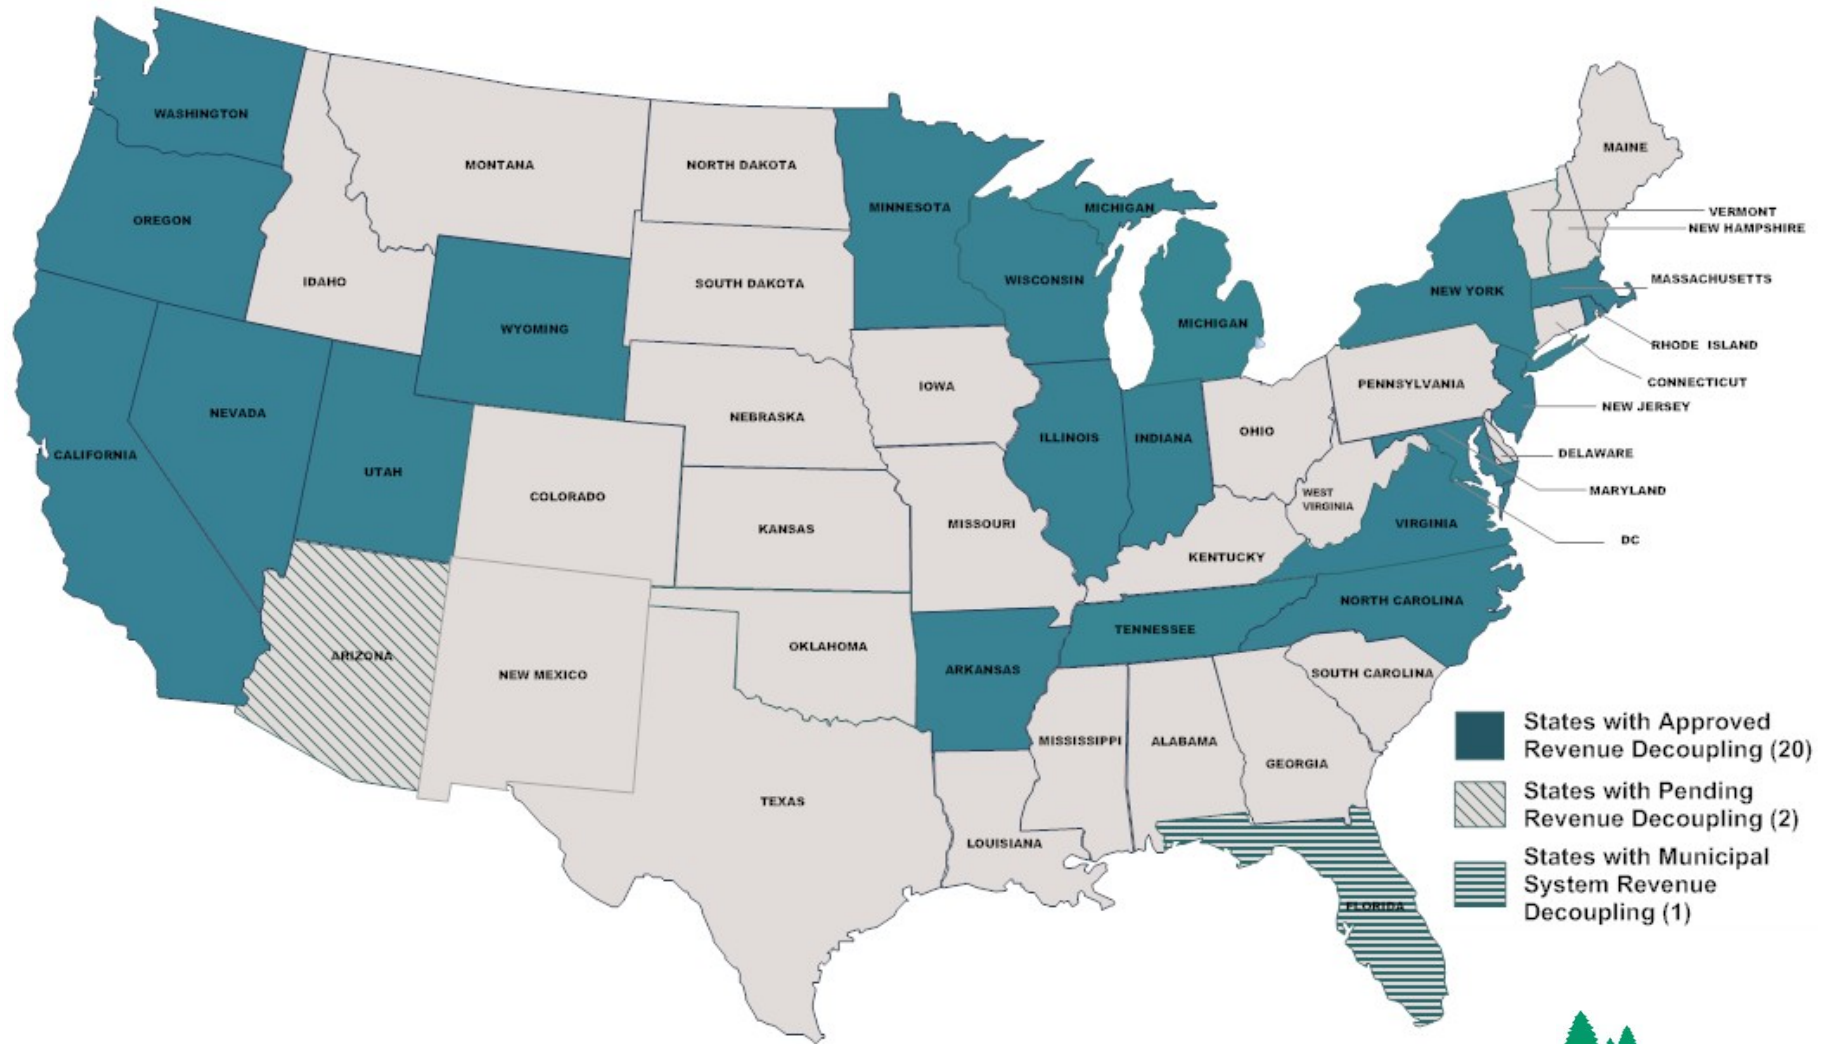 WASHINGTON
MAINE
MONTANA
NORTH DAKOTA
MINNESOTA
MICHIGAN
VERMONT
OREGON
NEW HAMPSHIRE
IDAHO
SOUTH DAKOTA
WISCONSIN
MASSACHUSETTS
NEW YORK
WYOMING
MICHIGAN
RHODE ISLAND
IOWA
PENNSYLVANIA
CONNECTICUT
NEVADA
NEBRASKA
NEW JERSEY
ILLINOIS
INDIANA
OHIO
CALIFORNIA
DELAWARE
UTAH
COLORADO
WEST
VIRGINIA
MARYLAND
KANSAS
MISSOURI
VIRGINIA
DC
KENTUCKY
NORTH CAROLINA
TENNESSEE
ARIZONA
OKLAHOMA
NEW MEXICO
ARKANSAS
SOUTH CAROLINA
MISSISSIPPI
ALABAMA
GEORGIA
TEXAS
LOUISIANA
FLORIDA
States with Approved
Revenue Decoupling (20)
States with Pending
Revenue Decoupling (2)
States with Municipal
System Revenue
Decoupling (1)